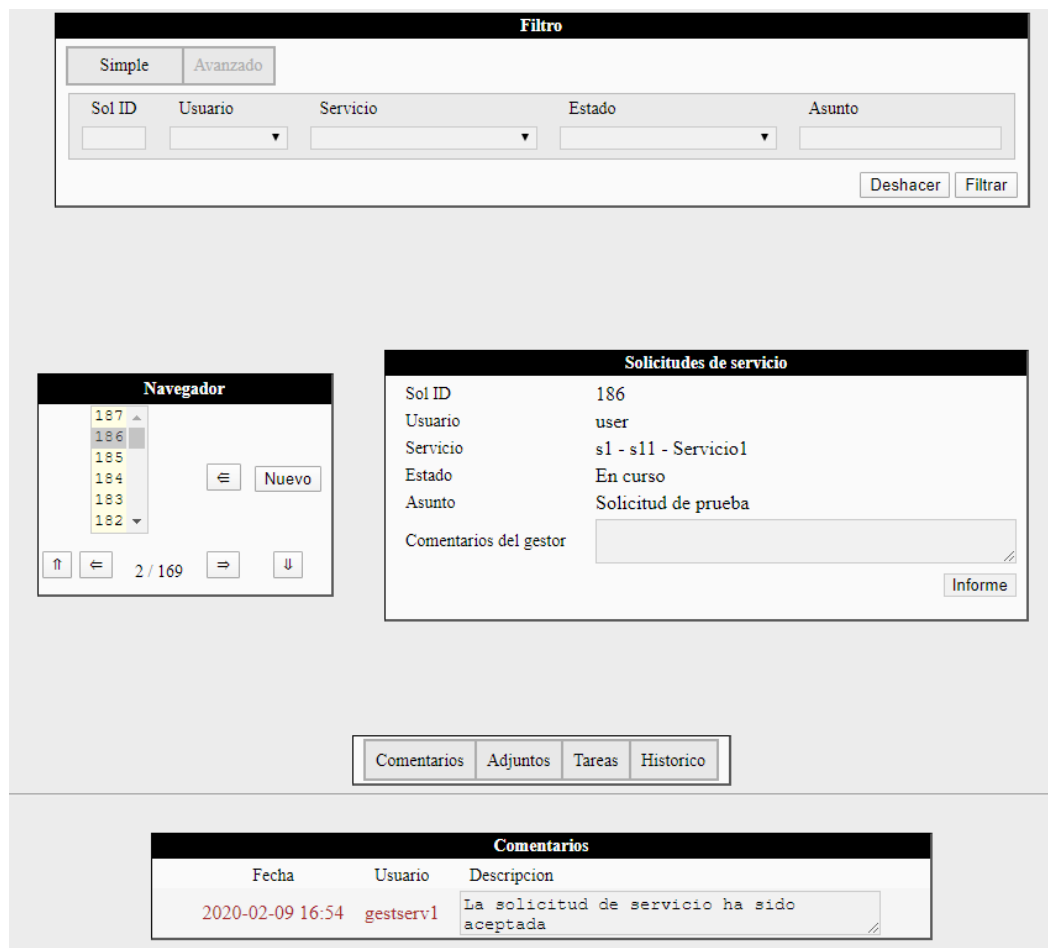 Filtro
Simple Avanzado
Sol ID Usuario Servicio Estado Asunto
Deshacer Filtrar
Solicitudes de servicio
Navegador
Sol ID 186
187
Usuario user
186
Servicio s1 - s11 - Servicio1
185
Estado En curso
184 ⋹ Nuevo
Asunto Solicitud de prueba
183
182
Comentarios del gestor
⇑ ⇐ 2 / 169 ⇒ ⇓
Informe
Comentarios Adjuntos Tareas Historico
Comentarios
Fecha Usuario Descripcion
2020-02-09 16:54 gestserv1 La solicitud de servicio ha sido
aceptada